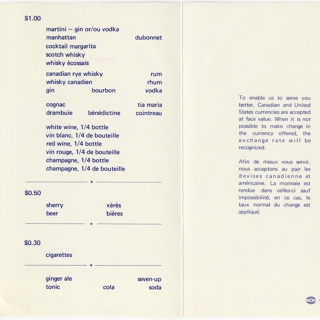 $1.00
martini – gin or/ou vodka
manhattan dubonnet
cocktail margarita
scotch whisky
whisky écossais
canadian rye whisky rum
whisky canadien rhum
gin bourbon vodka
cognac tia maria
drambuie bénédictine cointreau
white wine, 1/4 bottle
vin blanc, 1/4 de bouteille
red wine, 1/4 bottle
vin rouge, 1/4 de bouteille
champagne, 1/4 bottle
champagne, 1/4 de bouteille
$0.50
sherry xérès
beer bières
$0.30
cigarettes
ginger ale seven-up
tonic cola soda
To enable us to serve you
better, Canadian and United
States currencies are accepted
at face value. When it is not
possible to make change in
the currency offered, the
exchange rate will be
recognized.
Afin de mieux vous servir,
nous acceptons au pair les
devises canadienne et
américaine. La monnaie est
rendue dans celles-ci sauf
impossibilité; en ce cas, le
taux normal du change est
appliqué.